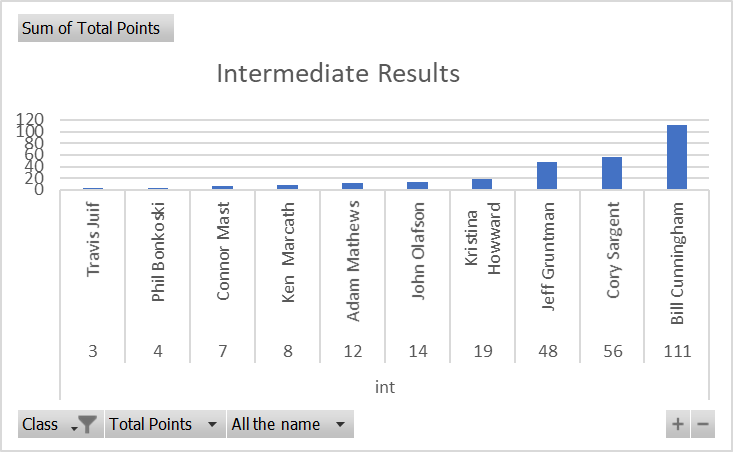 Sum of Total Points
Intermediate Results
120
100
80
60
40
20
0
Travis Juif
Phil Bonkoski
Connor Mast
Ken Marcath
Adam Mathews
John Olafson
Kristina
Howward
Jeff Gruntman
Cory Sargent
Bill Cunningham
3 4 7 8 12 14 19 48 56 111
int
Class Total Points All the name + −